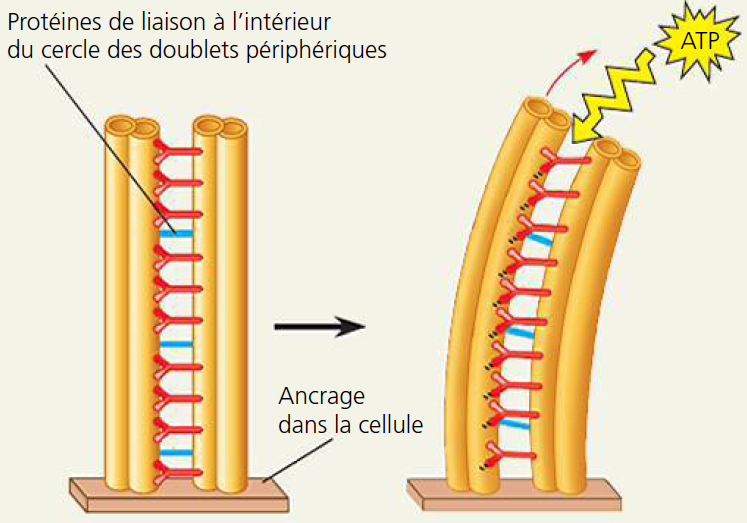 Protéines de liaison à l’intérieur
du cercle des doublets périphériques
ATP
Ancrage
dans la cellule